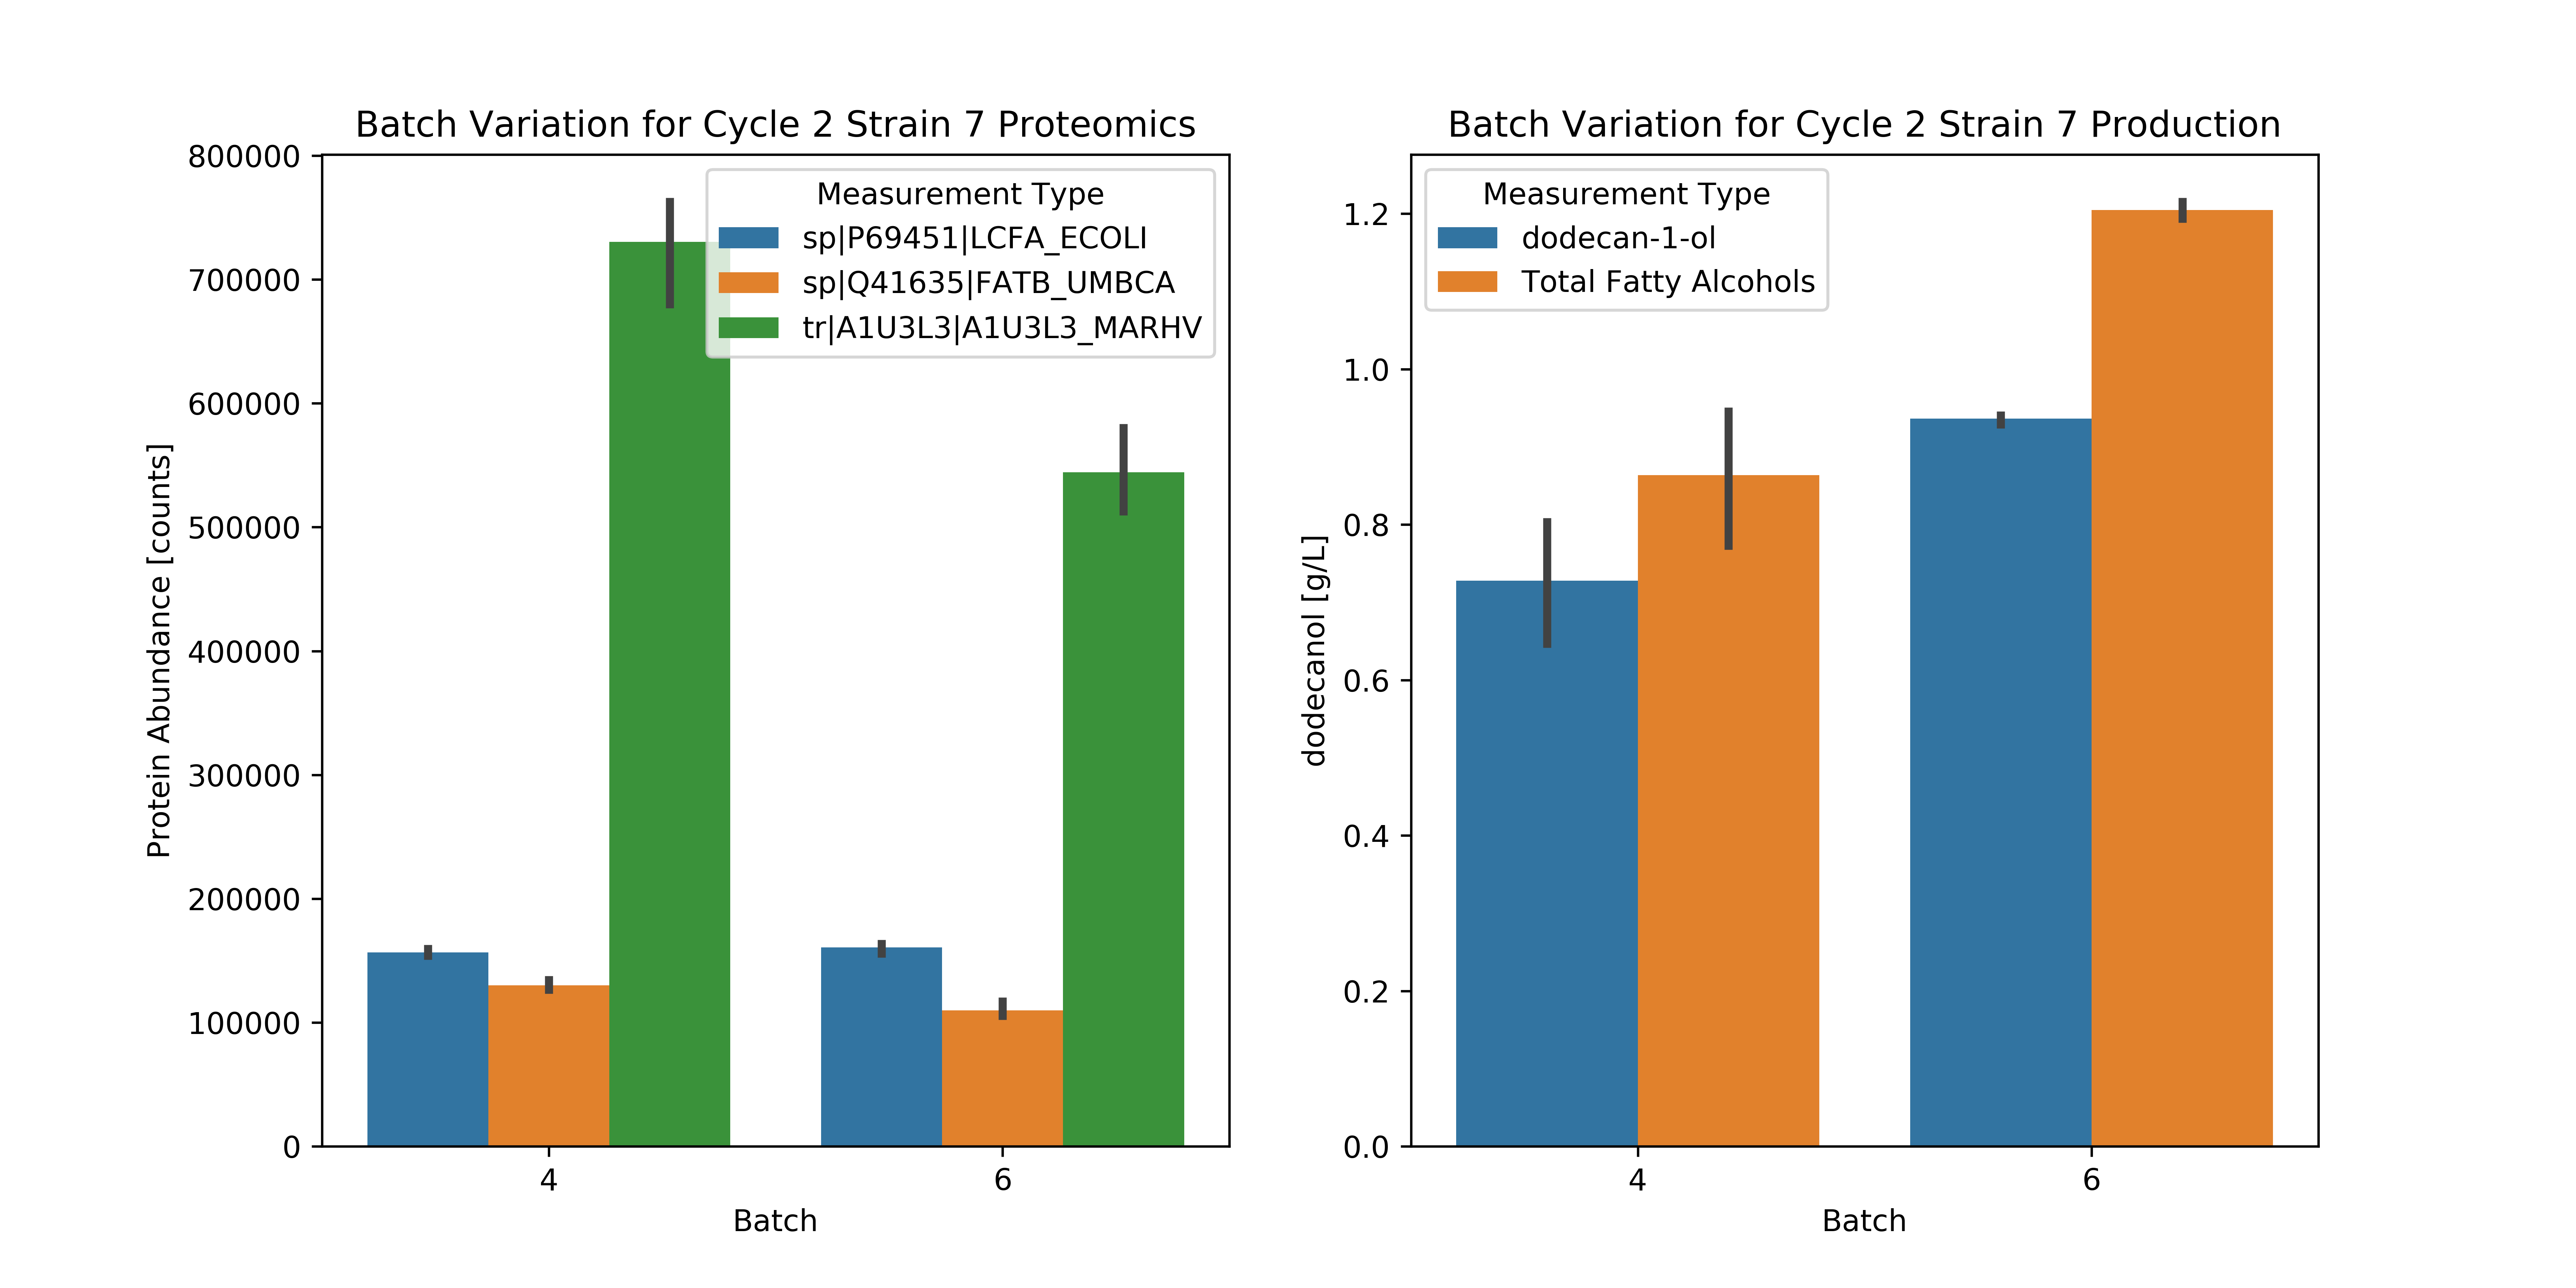 Batch Variation for Cycle 2 Strain 7 Proteomics
800000
700000
600000
500000
400000
300000
200000
100000
0
Protein Abundance [counts]
Measurement Type
sp|P69451|LCFA_ECOLI
sp|Q41635|FATB_UMBCA
tr|A1U3L3|A1U3L3_MARHV
4
6
Batch
Batch Variation for Cycle 2 Strain 7 Production
1.2
1.0
0.8
0.6
0.4
0.2
0.0
dodecanol [g/L]
Measurement Type
dodecan-1-ol
Total Fatty Alcohols
4
6
Batch